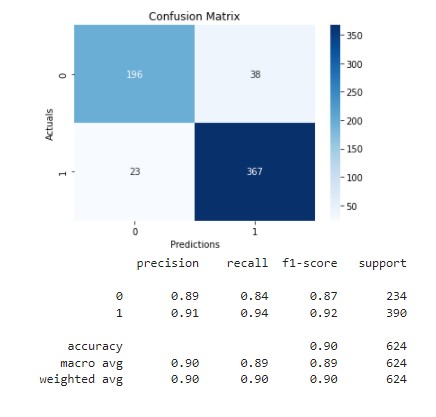 Confusion Matrix
350
300
0 196 38
250
Actuals
200
150
1 23 367
100
50
0 1
Predictions
precision recall f1-score support
0 0.89 0.84 0.87 234
1 0.91 0.94 0.92 390
accuracy 0.90 624
macro avg 0.90 0.89 0.89 624
weighted avg 0.90 0.90 0.90 624